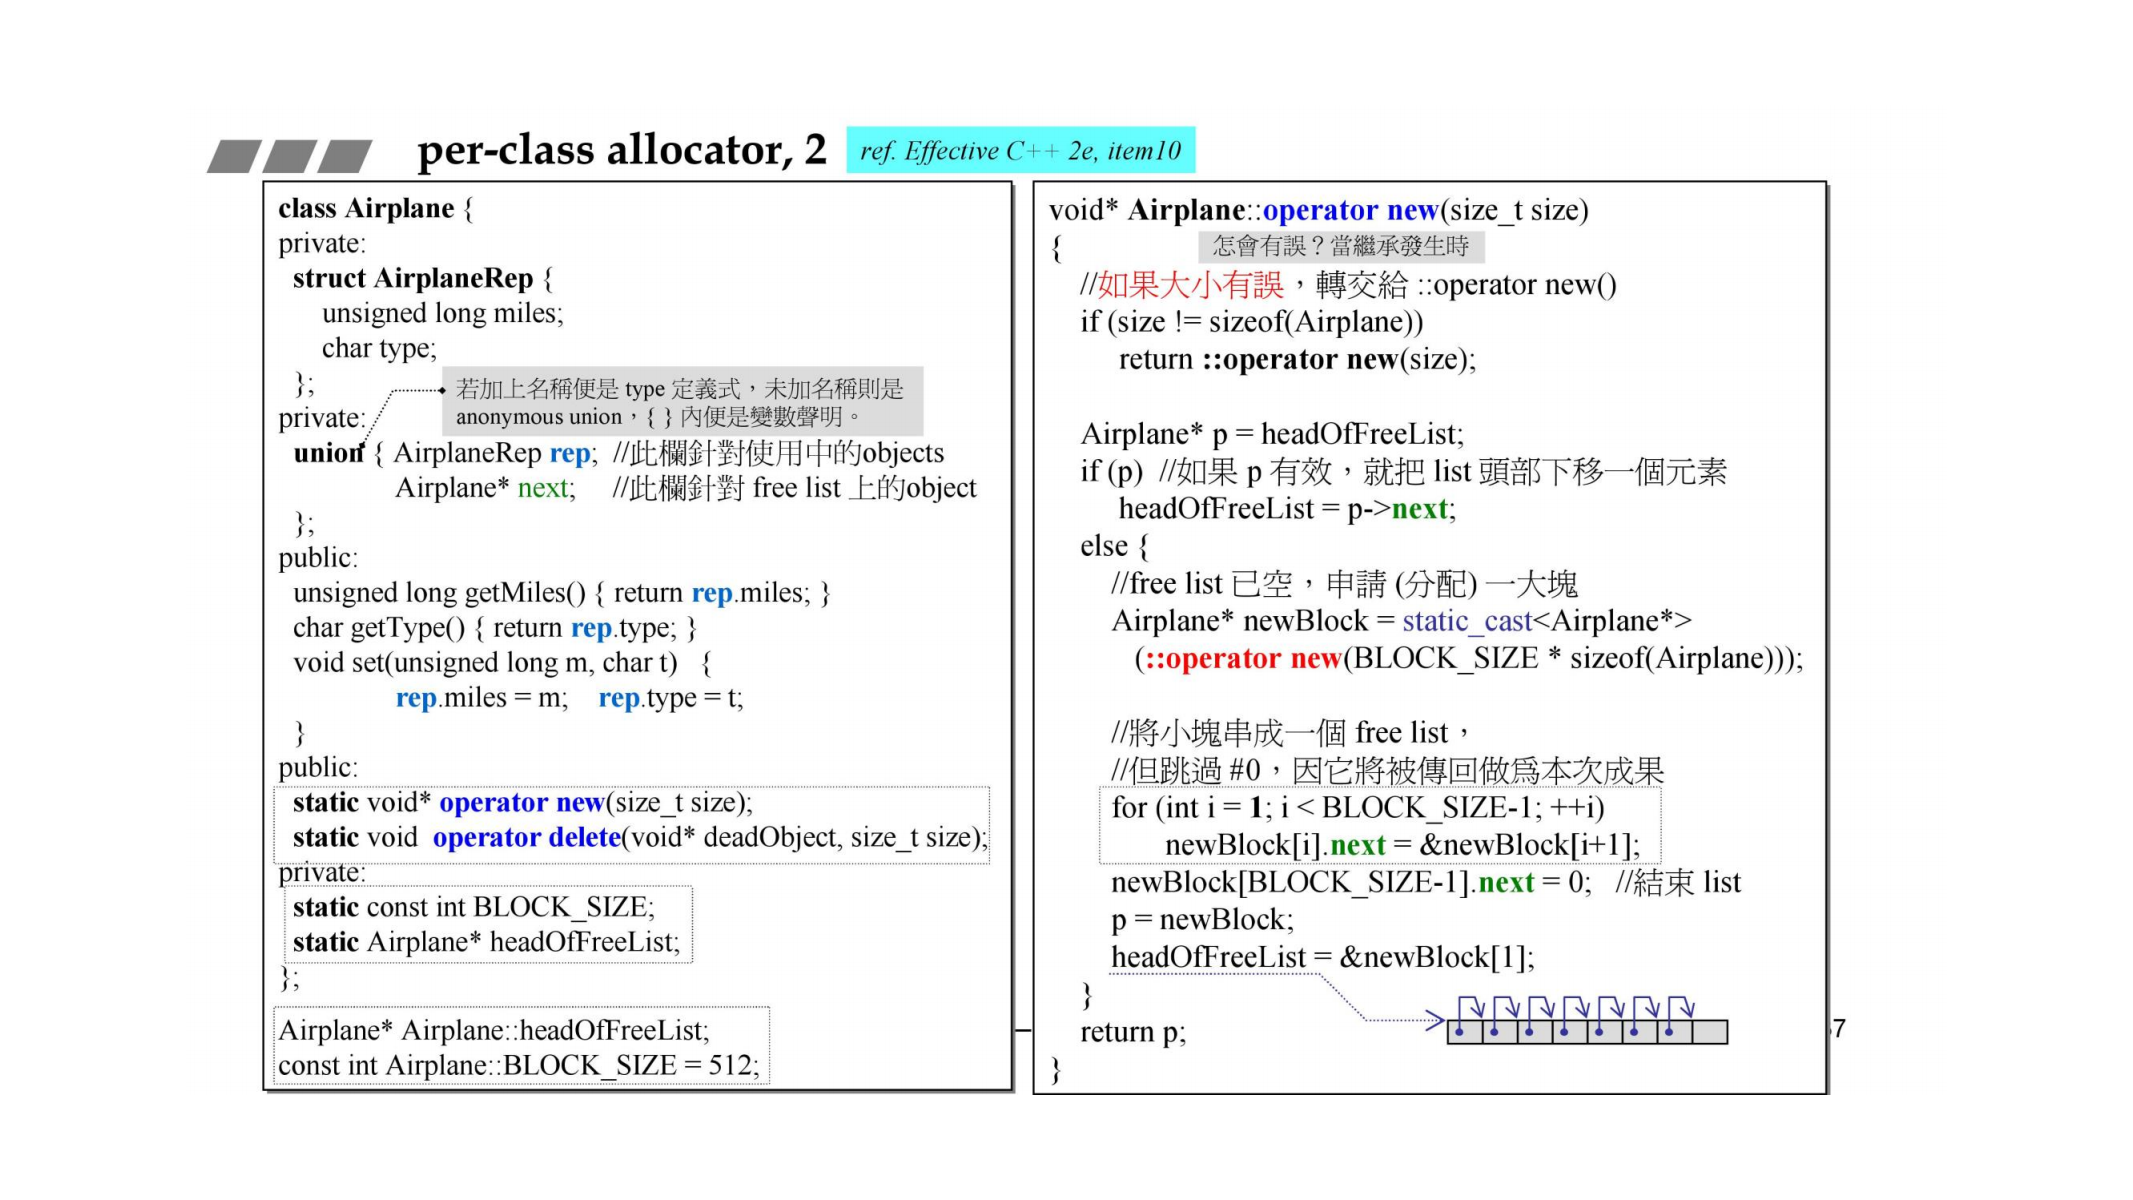 per-class allocator, 2
ref. Effective C++ 2e, item10
class Airplane {
private:
struct AirplaneRep {
unsigned long miles;
char type;
};
若加上名稱便是 type 定義式，未加名稱則是
anonymous union，{ } 內便是變數聲明。
private:
union { AirplaneRep rep; //此欄針對使用中的objects
Airplane* next; //此欄針對 free list 上的object
};
public:
unsigned long getMiles() { return rep.miles; }
char getType() { return rep.type; }
void set(unsigned long m, char t) {
rep.miles = m; rep.type = t;
}
public:
static void* operator new(size_t size);
static void operator delete(void* deadObject, size_t size);
private:
static const int BLOCK_SIZE;
static Airplane* headOfFreeList;
};
Airplane* Airplane::headOfFreeList;
const int Airplane::BLOCK_SIZE = 512;
void* Airplane::operator new(size_t size)
{
怎會有誤？當繼承發生時
//如果大小有誤，轉交給 ::operator new()
if (size != sizeof(Airplane))
return ::operator new(size);
Airplane* p = headOfFreeList;
if (p) //如果 p 有效，就把 list 頭部下移一個元素
headOfFreeList = p->next;
else {
//free list 已空，申請 (分配) 一大塊
Airplane* newBlock = static_cast<Airplane*>
(::operator new(BLOCK_SIZE * sizeof(Airplane)));
//將小塊串成一個 free list，
//但跳過 #0，因它將被傳回做為本次成果
for (int i = 1; i < BLOCK_SIZE-1; ++i)
newBlock[i].next = &newBlock[i+1];
newBlock[BLOCK_SIZE-1].next = 0; //結束 list
p = newBlock;
headOfFreeList = &newBlock[1];
}
return p;
}
7